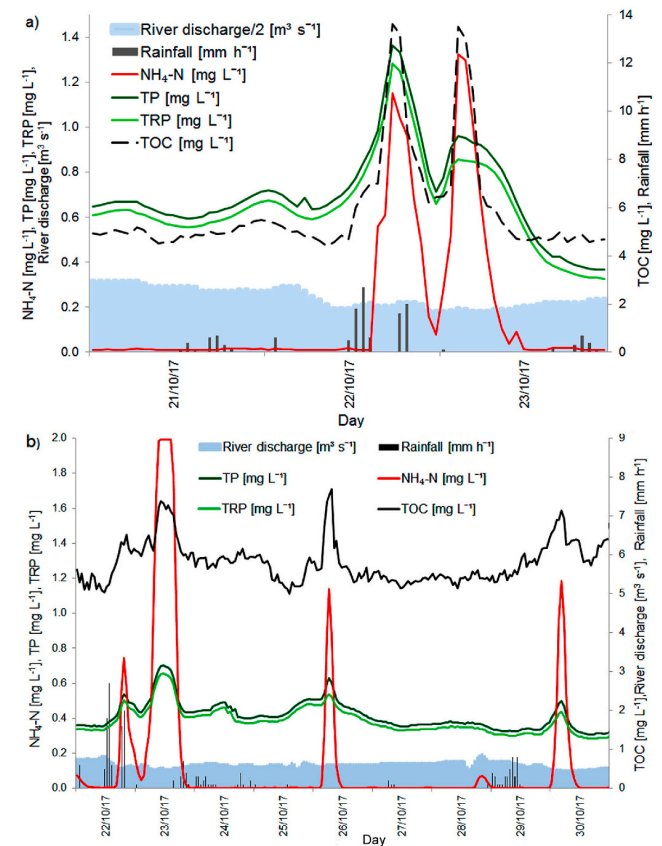 a)
River discharge/2 [m³ s⁻¹]
Rainfall [mm h⁻¹]
NH₄-N [mg L⁻¹]
TP [mg L⁻¹]
TRP [mg L⁻¹]
TOC [mg L⁻¹]
NH₄-N [mg L⁻¹], TP [mg L⁻¹], TRP [mg L⁻¹],
River discharge [m³ s⁻¹]
1.4
1.2
1.0
0.8
0.6
0.4
0.2
0.0
14
12
10
8
6
4
2
0
TOC [mg L⁻¹], Rainfall [mm h⁻¹]
21/10/17
22/10/17
23/10/17
Day
b)
River discharge [m³ s⁻¹]
Rainfall [mm h⁻¹]
TP [mg L⁻¹]
NH₄-N [mg L⁻¹]
TRP [mg L⁻¹]
TOC [mg L⁻¹]
NH₄-N [mg L⁻¹], TP [mg L⁻¹], TRP [mg L⁻¹]
2.0
1.8
1.6
1.4
1.2
1.0
0.8
0.6
0.4
0.2
0.0
9
8
7
6
5
4
3
2
1
0
TOC [mg L⁻¹],River discharge [m³ s⁻¹], Rainfall [mm h⁻¹]
22/10/17
23/10/17
24/10/17
25/10/17
26/10/17
27/10/17
28/10/17
29/10/17
30/10/17
Day